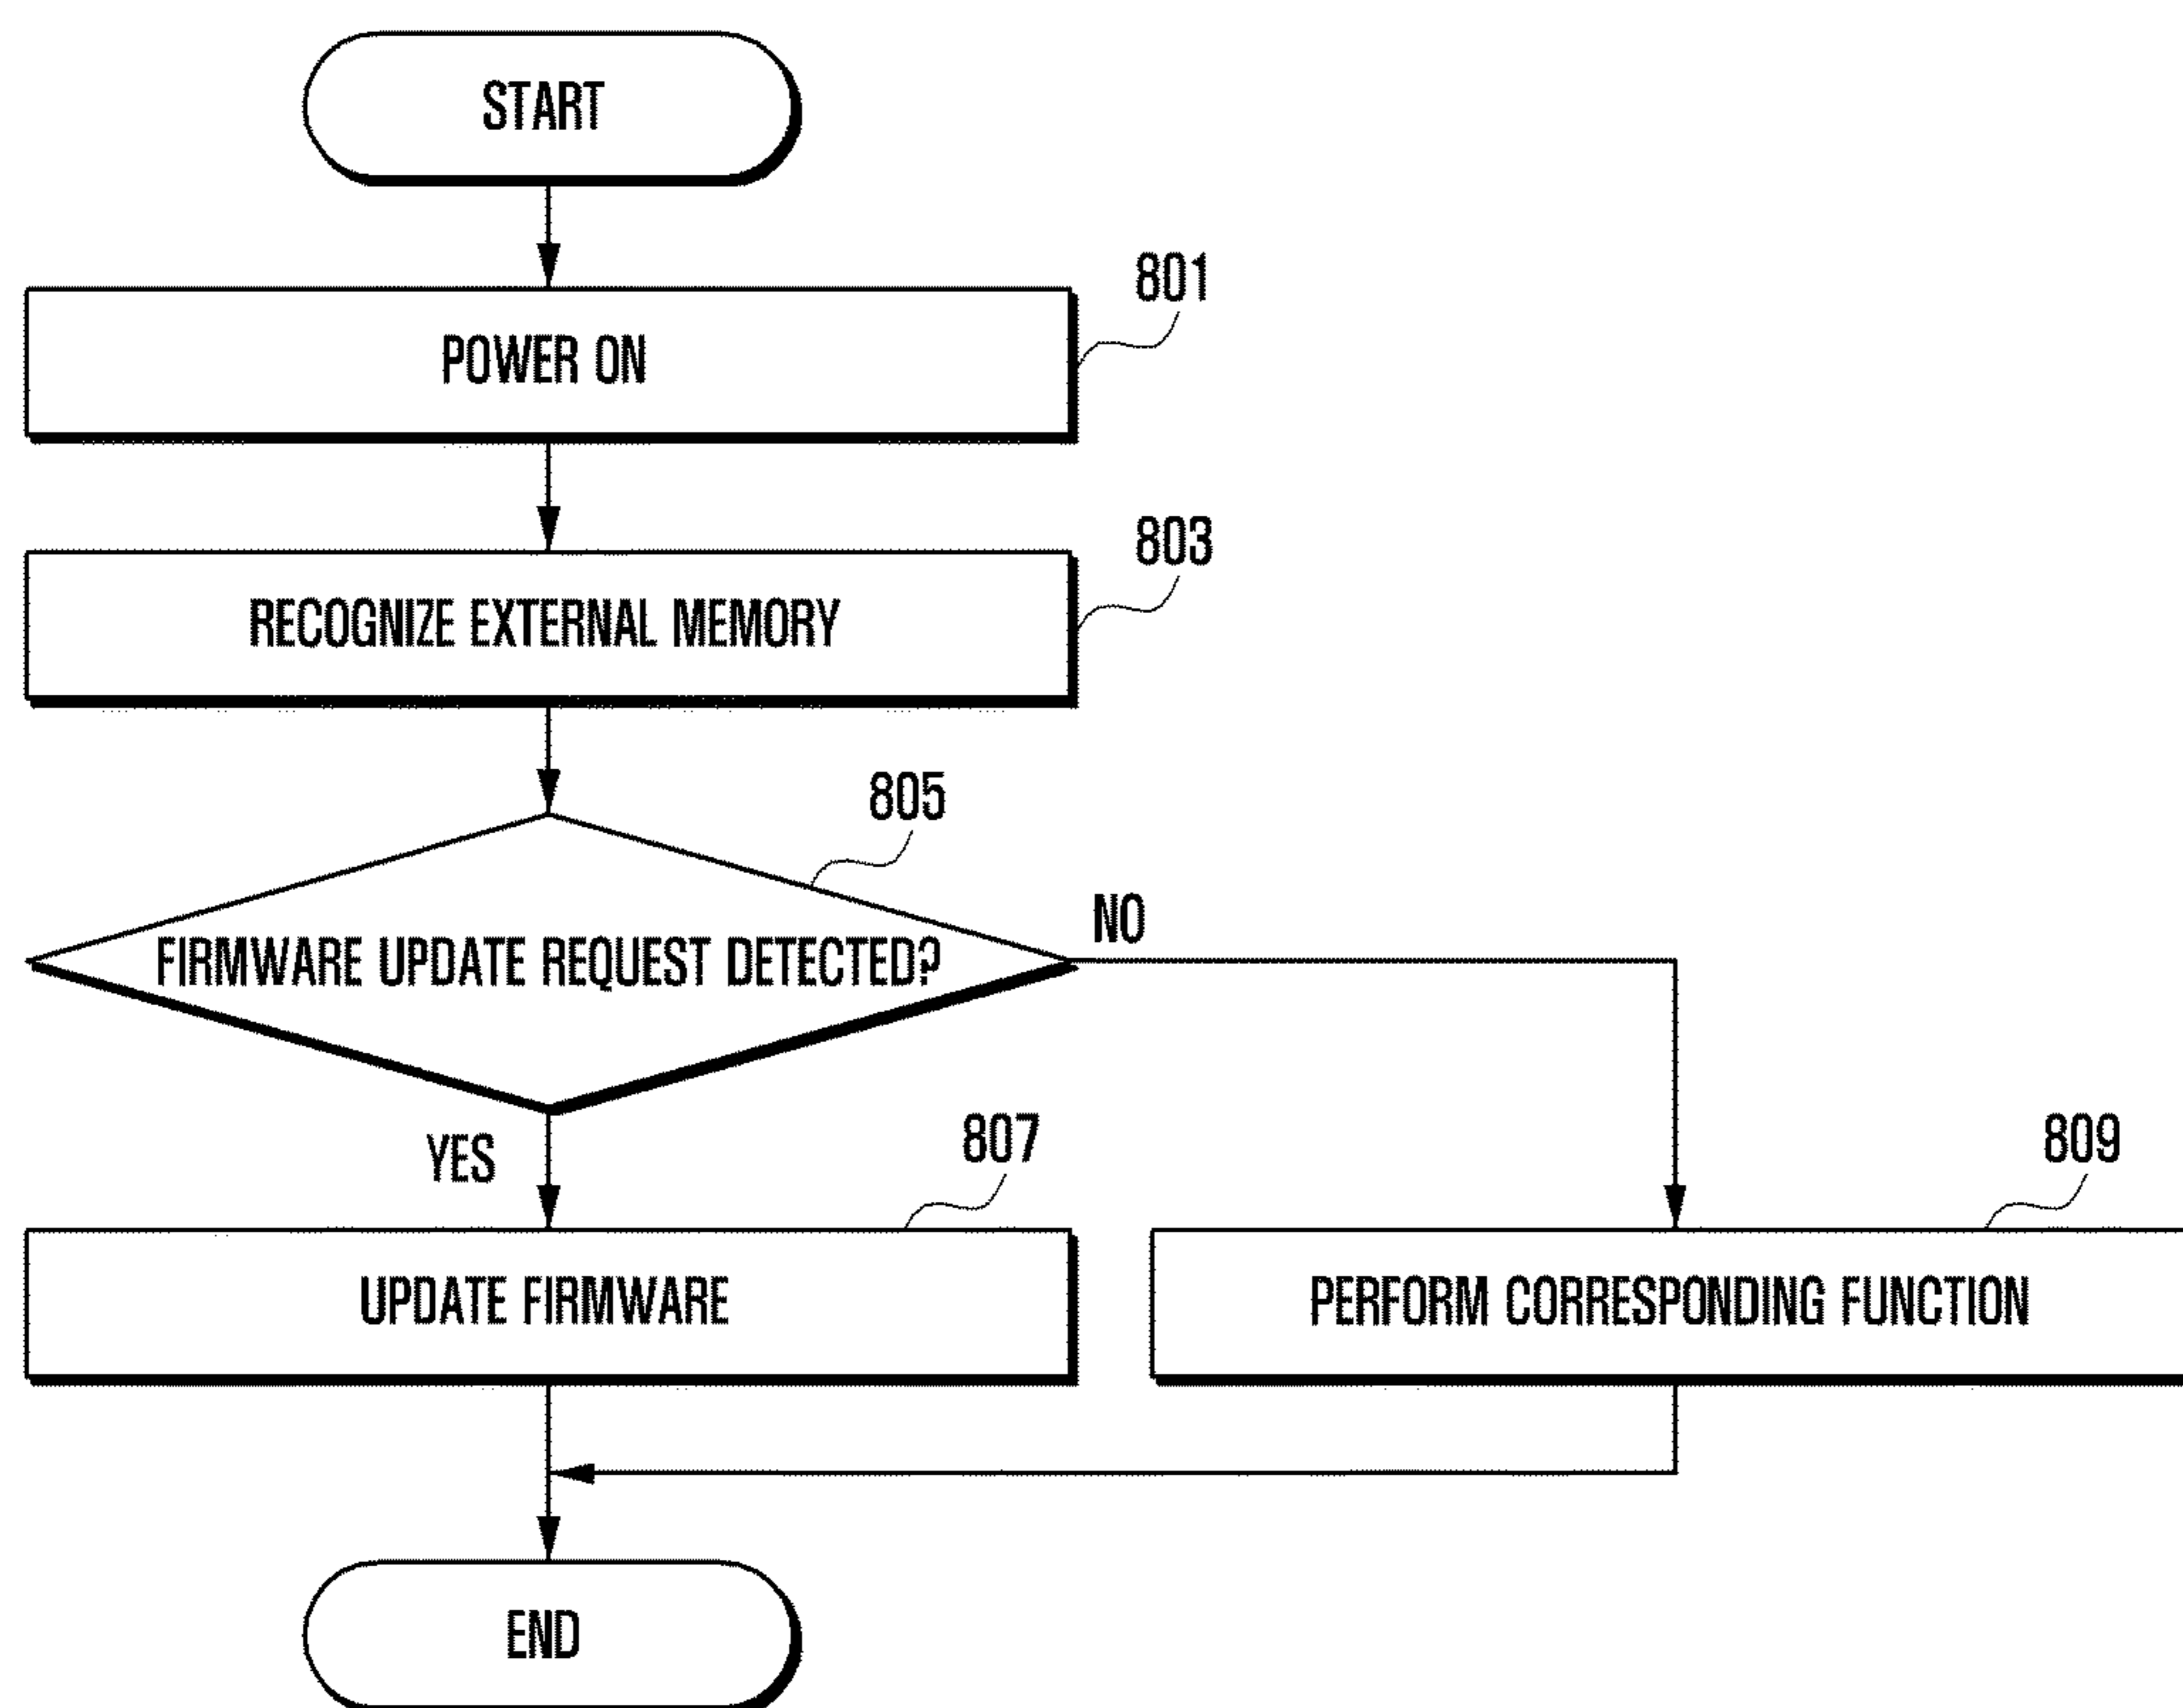 START
801
POWER ON
803
RECOGNIZE EXTERNAL MEMORY
805
NO
FIRMWARE UPDATE REQUEST DETECTED?
YES
807
809
UPDATE FIRMWARE
PERFORM CORRESPONDING FUNCTION
END